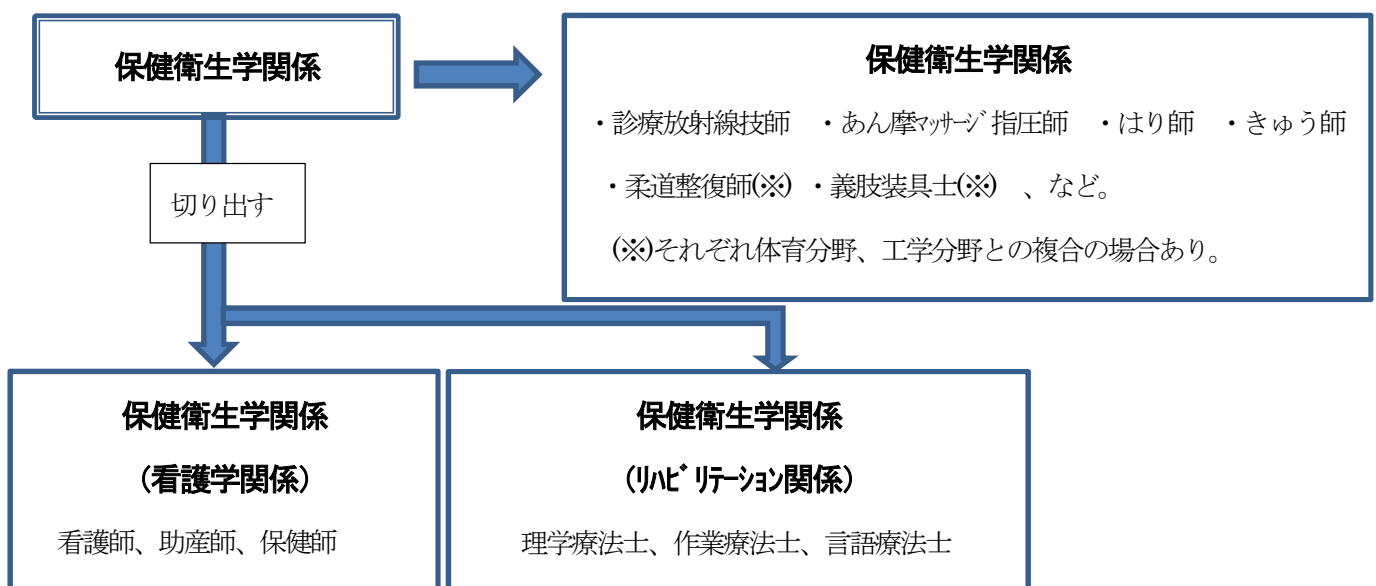 保健衛生学関係
保健衛生学関係
・診療放射線技師　・あん摩ﾏｯｻｰｼﾞ指圧師　・はり師　・きゅう師
・柔道整復師(※)　・義肢装具士(※)　、など。
(※)それぞれ体育分野、工学分野との複合の場合あり。
切り出す
保健衛生学関係
（看護学関係）
看護師、助産師、保健師
保健衛生学関係
（ﾘﾊﾋﾞﾘﾃｰｼｮﾝ関係）
理学療法士、作業療法士、言語療法士